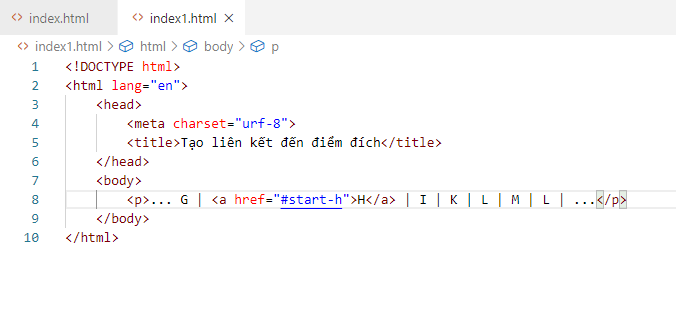 index.html index1.html
index1.html > html > body > p
1 <!DOCTYPE html>
2 <html lang="en">
3 <head>
4 <meta charset="urf-8">
5 <title>Tạo liên kết đến điểm đích</title>
6 </head>
7 <body>
8 <p>... G | <a href="#start-h">H</a> | I | K | L | M | L | ...</p>
9 </body>
10 </html>